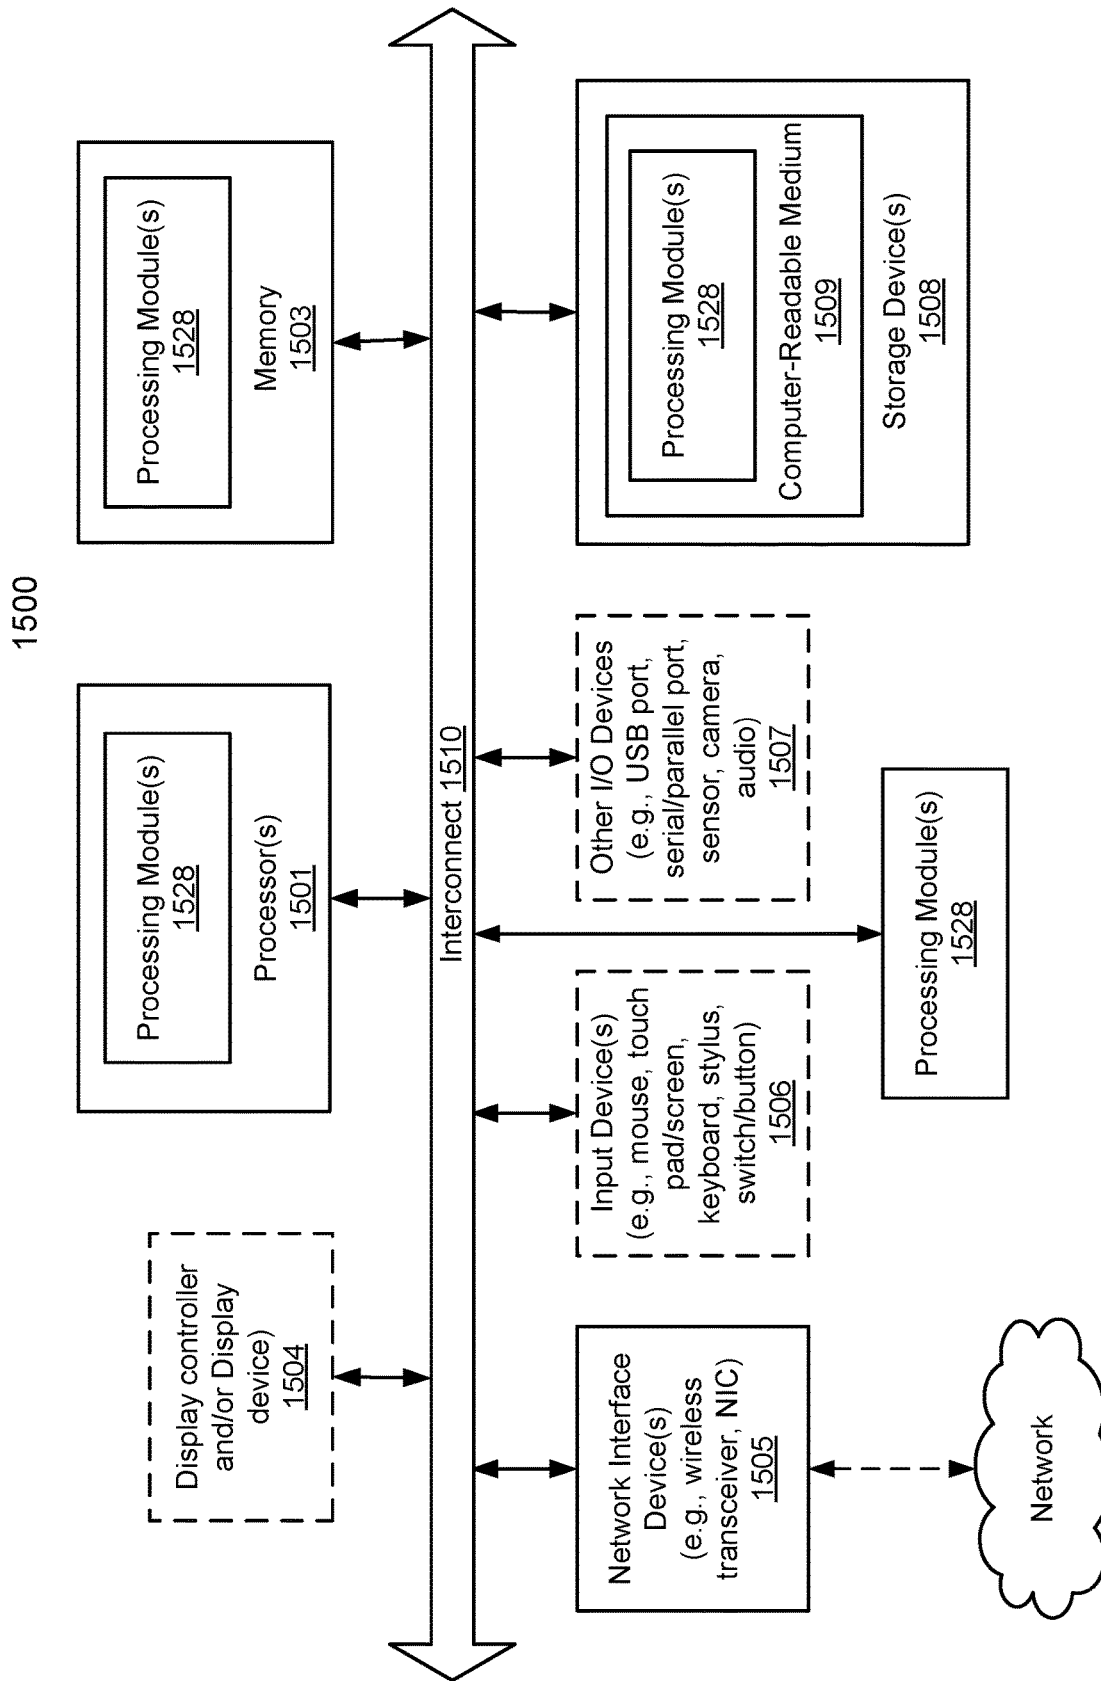 1500
Processing Module(s)
1528
Memory
1503
Processing Module(s)
1528
Processor(s)
1501
Display controller
and/or Display
device)
1504
Interconnect 1510
Processing Module(s)
1528
Computer-Readable Medium
1509
Storage Device(s)
1508
Other I/O Devices
(e.g., USB port,
serial/parallel port,
sensor, camera,
audio)
1507
Input Device(s)
(e.g., mouse, touch
pad/screen,
keyboard, stylus,
switch/button)
1506
Network Interface
Device(s)
(e.g., wireless
transceiver, NIC)
1505
Processing Module(s)
1528
Network